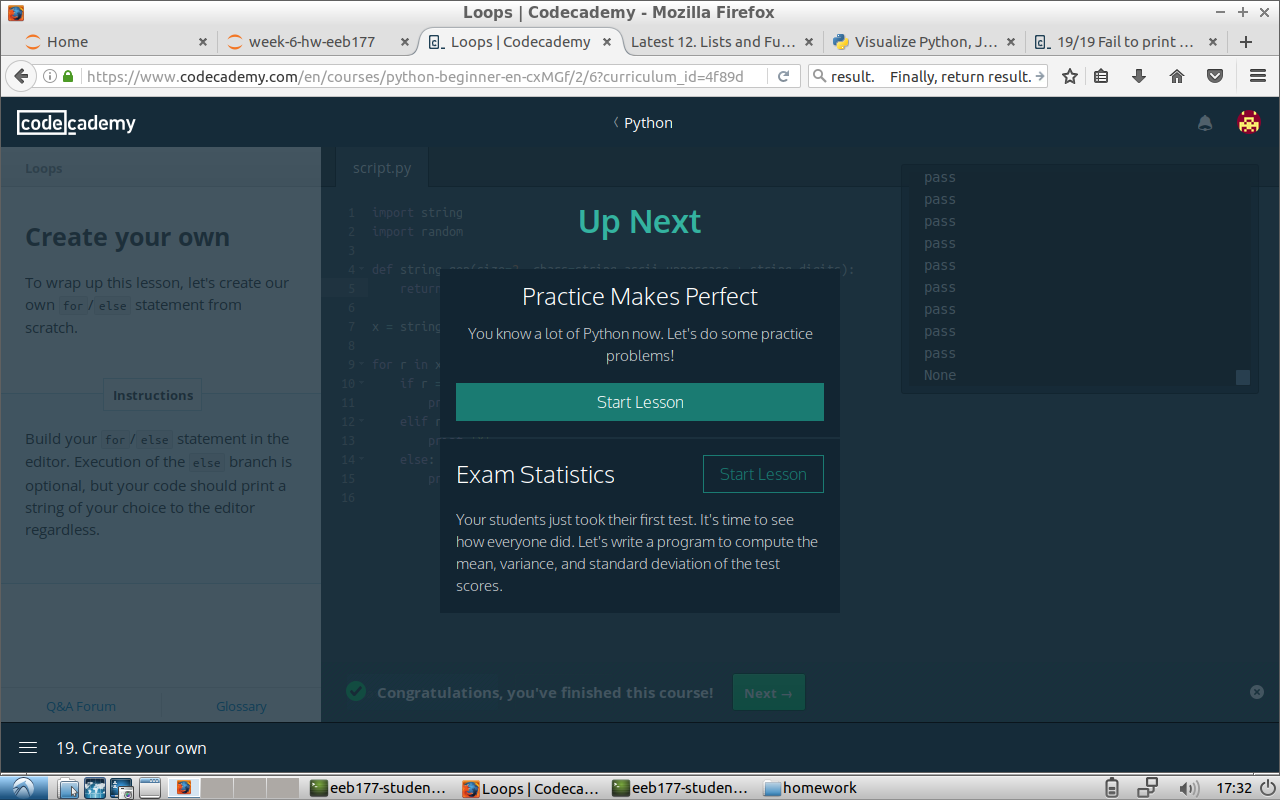 Loops | Codecademy - Mozilla Firefox
Home
week-6-hw-eeb177
Loops | Codecademy
Latest 12. Lists and Fu...
Visualize Python, J...
19/19 Fail to print ...
https://www.codecademy.com/en/courses/python-beginner-en-cxMGf/2/6?curriculum_id=4f89d
result. Finally, return result.
codecademy
Python
Loops
script.py
Create your own
To wrap up this lesson, let's create our
own for / else statement from
scratch.
Instructions
Build your for / else statement in the
editor. Execution of the else branch is
optional, but your code should print a
string of your choice to the editor
regardless.
Q&A Forum
Glossary
1 import string
2 import random
3
4 def string
5 return
6
7 x = string
8
9 for r in x
10 if r =
11 pr
12 elif r
13
14 else:
15 pr
16
Up Next
Practice Makes Perfect
You know a lot of Python now. Let's do some practice
problems!
Start Lesson
Exam Statistics
Start Lesson
Your students just took their first test. It's time to see
how everyone did. Let's write a program to compute the
mean, variance, and standard deviation of the test
scores.
pass
pass
pass
pass
pass
pass
pass
pass
pass
None
Congratulations, you've finished this course!
Next →
19. Create your own
eeb177-studen...
Loops | Codeca...
eeb177-studen...
homework
17:32